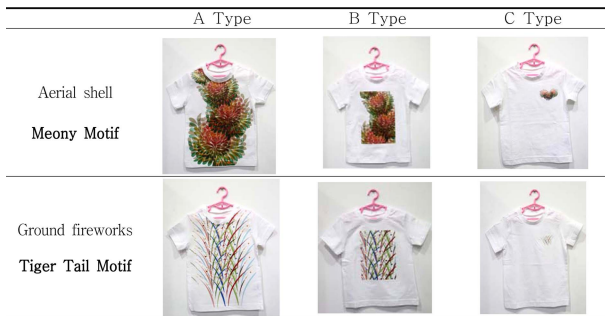 A Type B Type C Type
Aerial shell
Meony Motif
Ground fireworks
Tiger Tail Motif